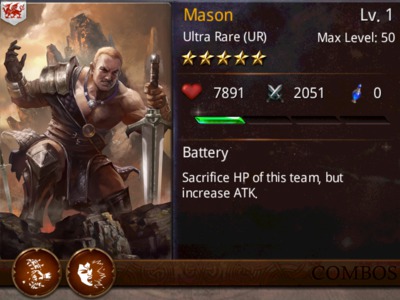 Mason
Lv. 1
Ultra Rare (UR)
Max Level: 50
7891
2051
0
Battery
Sacrifice HP of this team, but
increase ATK.
COMBOS